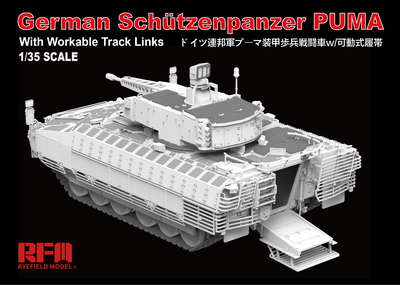 German Schützenpanzer PUMA
With Workable Track Links
ドイツ連邦軍プーマ装甲歩兵戦闘車w/可動式履帯
1/35 SCALE
RFM
RYEFIELD MODEL